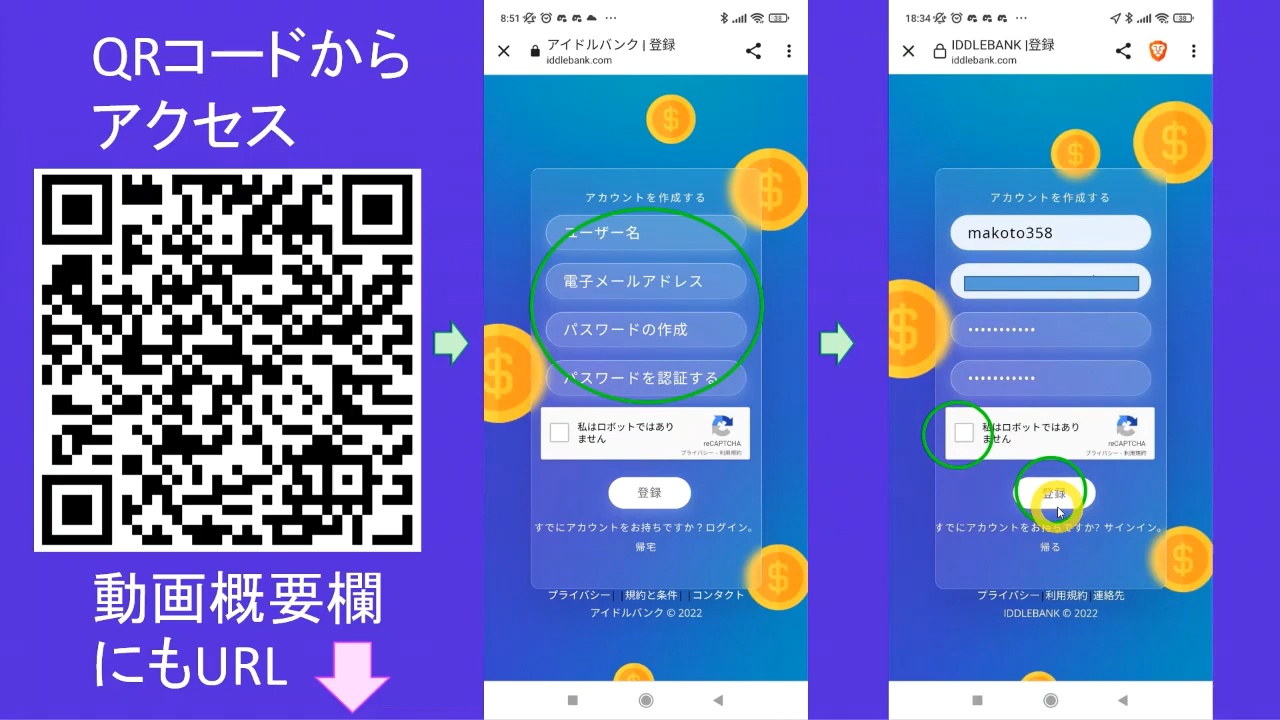 QRコードから
アクセス
動画概要欄
にもURL
8:51
38
アイドルバンク | 登録
iddlebank.com
アカウントを作成する
ユーザー名
電子メールアドレス
パスワードの作成
パスワードを認証する
私はロボットではあり
ません
reCAPTCHA
プライバシー - 利用規約
登録
すでにアカウントをお持ちですか？ログイン。
帰宅
プライバシー | 規約と条件 | コンタクト
アイドルバンク © 2022
18:34
38
IDDLEBANK |登録
iddlebank.com
アカウントを作成する
makoto358
•••••••••••
•••••••••••
私はロボットではあり
ません
reCAPTCHA
プライバシー - 利用規約
登録
すでにアカウントをお持ちですか? サインイン。
帰る
プライバシー |利用規約 |連絡先
IDDLEBANK © 2022